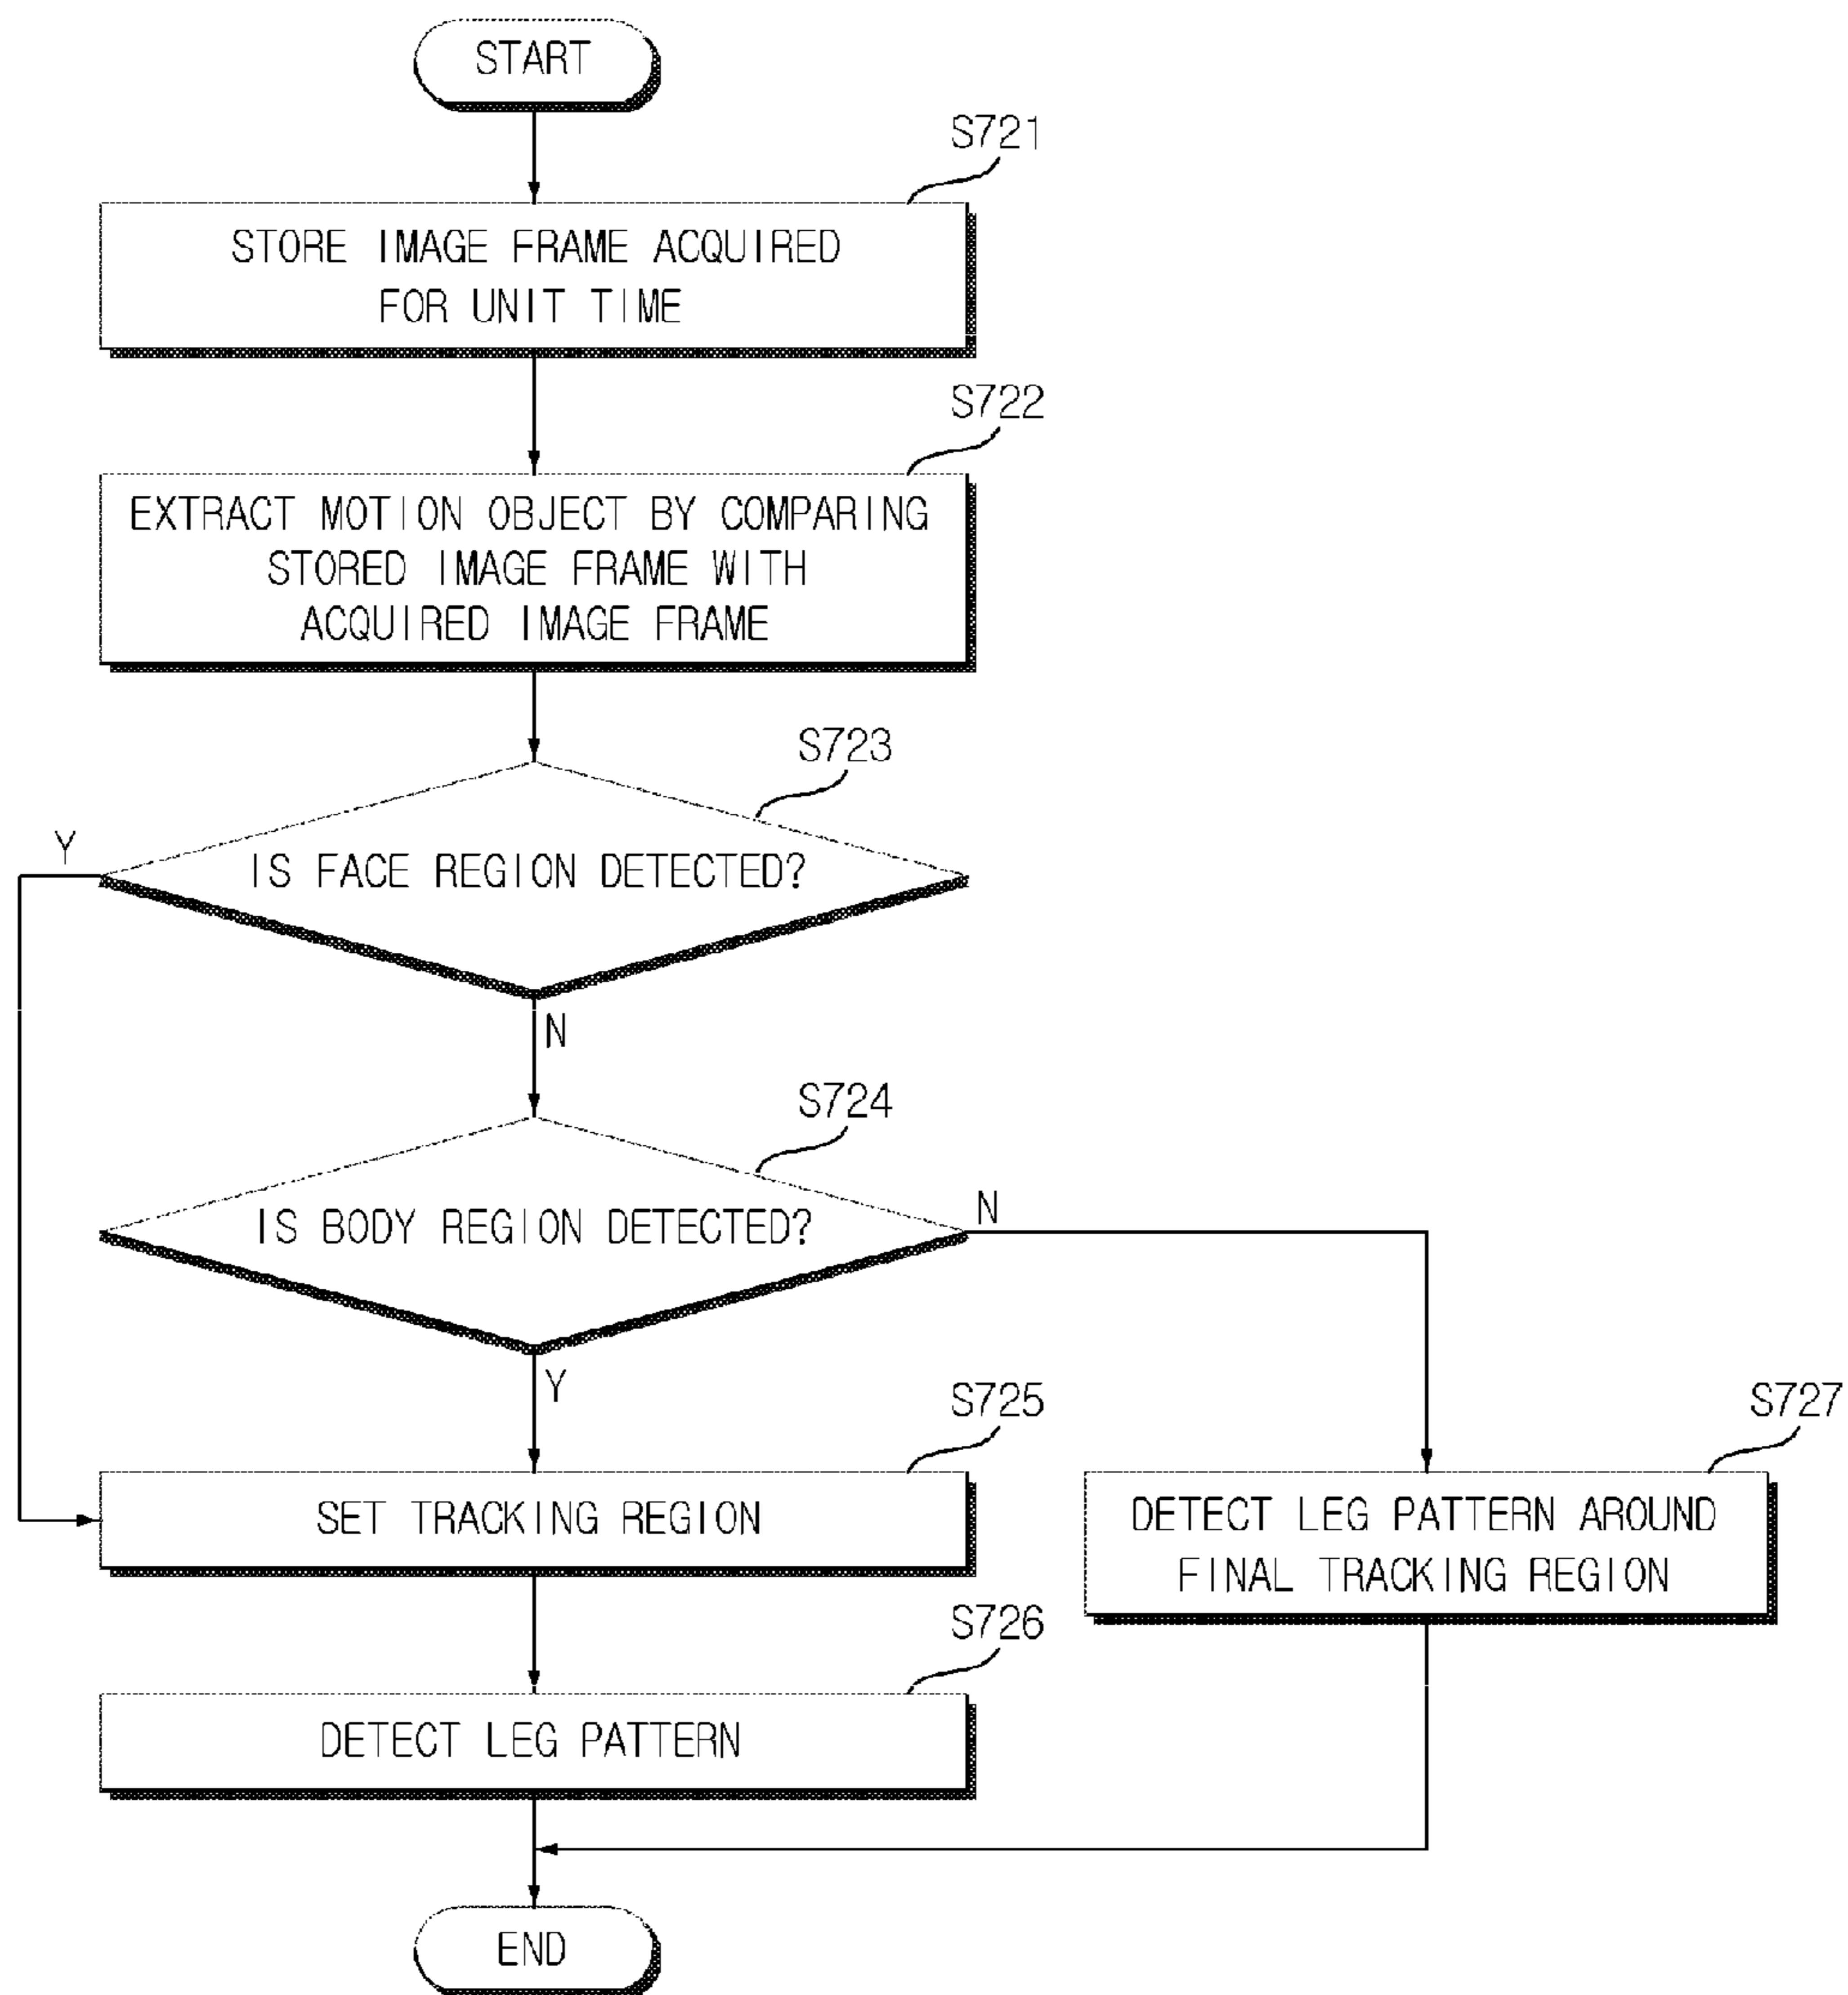 START
S721
STORE IMAGE FRAME ACQUIRED
FOR UNIT TIME
S722
EXTRACT MOTION OBJECT BY COMPARING
STORED IMAGE FRAME WITH
ACQUIRED IMAGE FRAME
S723
Y
IS FACE REGION DETECTED?
N
S724
IS BODY REGION DETECTED?
N
Y
S725
SET TRACKING REGION
S727
DETECT LEG PATTERN AROUND
FINAL TRACKING REGION
S726
DETECT LEG PATTERN
END